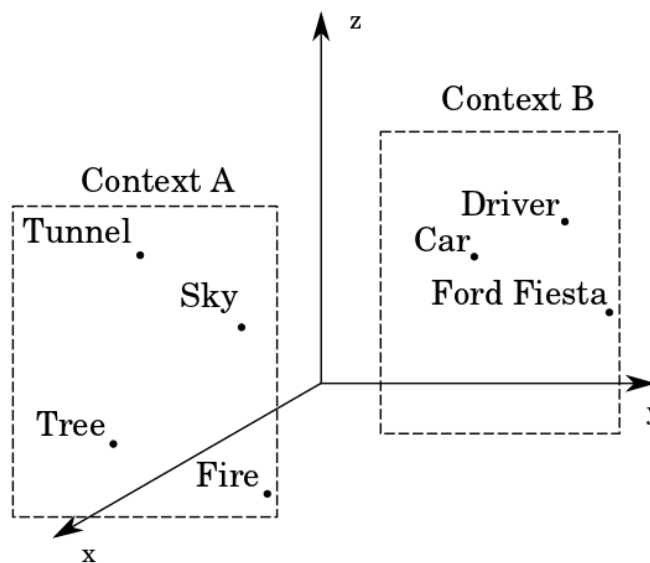 z
Context B
Context A
Driver
Tunnel
Car
Sky
Ford Fiesta
y
Tree
Fire
x